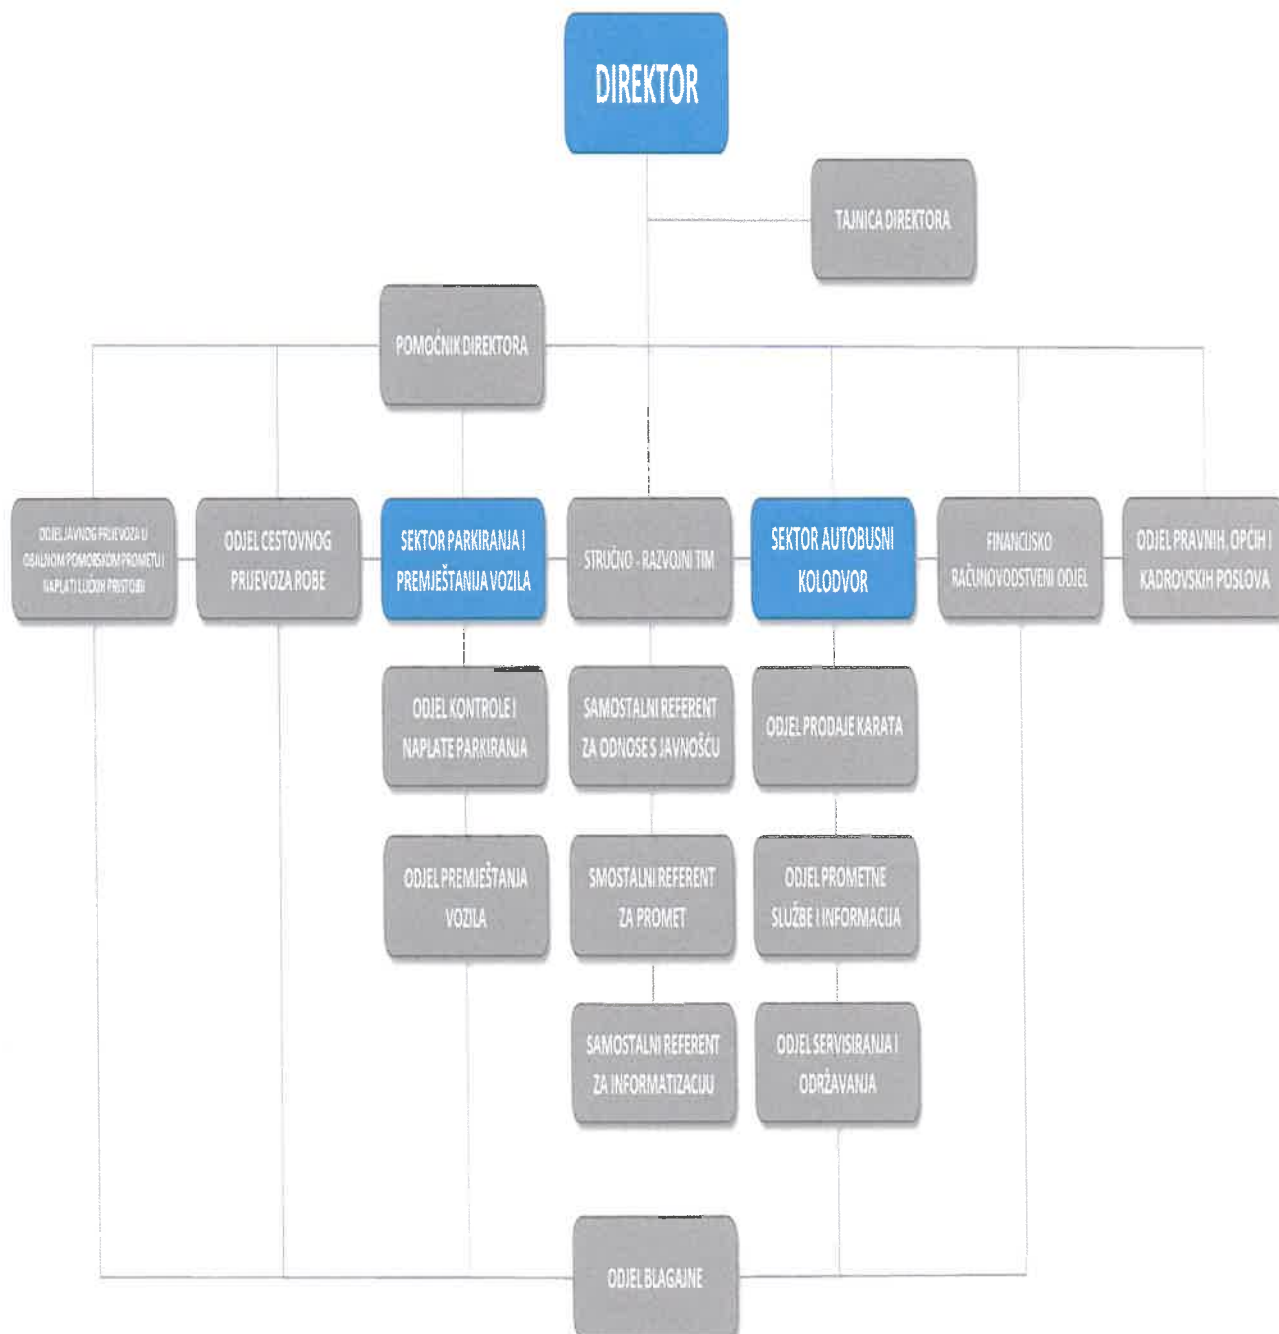 DIREKTOR
TAJNICA DIREKTORA
POMOĆNIK DIREKTORA
ODJEL JAVNOG PRIJEVOZA U
OBALNOM POMORSKOM PROMETU I
NAPLATI LUČKIH PRISTOJBI
ODJEL CESTOVNOG
PRIJEVOZA ROBE
SEKTOR PARKIRANJA I
PREMJEŠTANJA VOZILA
STRUČNO - RAZVOJNI TIM
SEKTOR AUTOBUSNI
KOLODVOR
FINANCIJSKO
RAČUNOVODSTVENI ODJEL
ODJEL PRAVNIH, OPĆIH I
KADROVSKIH POSLOVA
ODJEL KONTROLE I
NAPLATE PARKIRANJA
SAMOSTALNI REFERENT
ZA ODNOSE S JAVNOŠĆU
ODJEL PRODAJE KARATA
ODJEL PREMJEŠTANJA
VOZILA
SMOSTALNI REFERENT
ZA PROMET
ODJEL PROMETNE
SLUŽBE I INFORMACIJA
SAMOSTALNI REFERENT
ZA INFORMATIZACIJU
ODJEL SERVISIRANJA I
ODRŽAVANJA
ODJEL BLAGAJNE